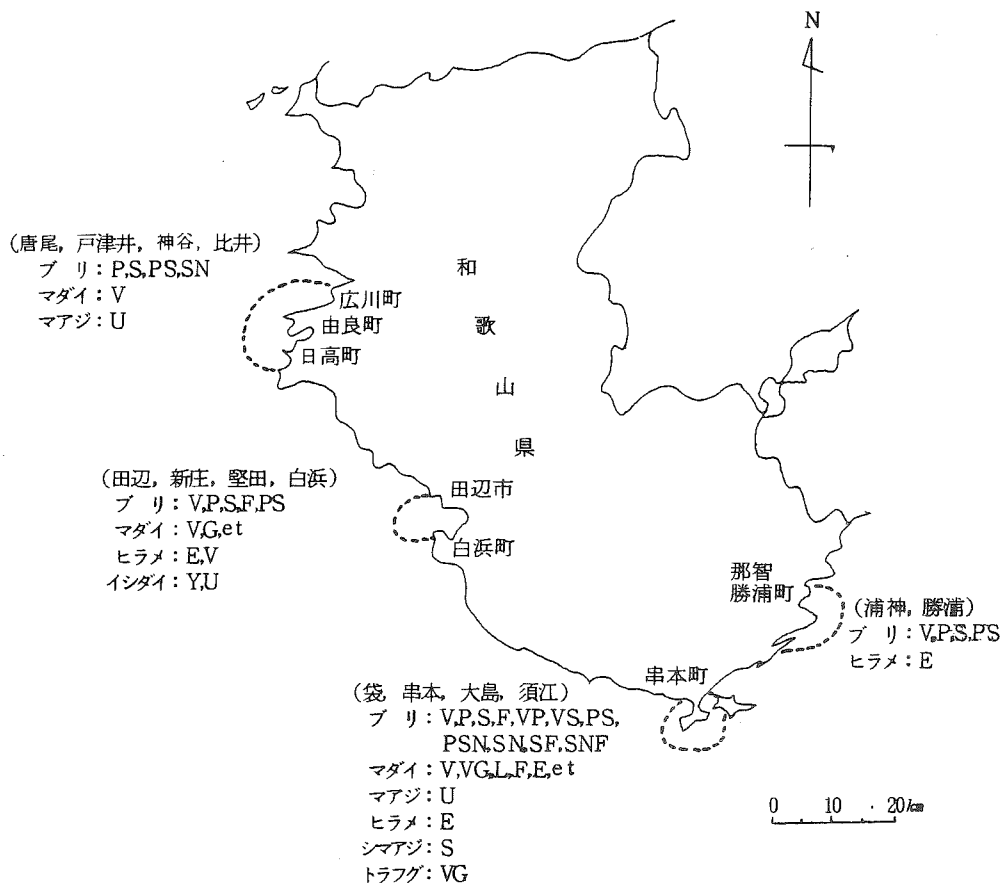 N
(唐尾, 戸津井, 神谷, 比井)
ブリ: P,S,PS,SN
マダイ: V
マアジ: U
広川町
由良町
日高町
和歌山県
(田辺, 新庄, 堅田, 白浜)
ブリ: V,P,S,F,PS
マダイ: V,G,et
ヒラメ: E,V
イシダイ: Y,U
田辺市
白浜町
那智
勝浦町
(浦神, 勝浦)
ブリ: V,P,S,PS
ヒラメ: E
串本町
(袋, 串本, 大島, 須江)
ブリ: V,P,S,F,VP,VS,PS,
PSN,SN,SF,SNF
マダイ: V,VG,L,F,E,et
マアジ: U
ヒラメ: E
シマアジ: S
トラフグ: VG
0 10 20km